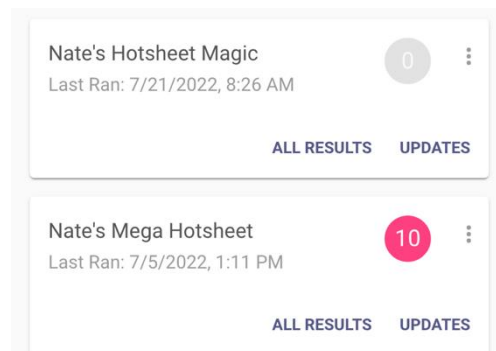 Nate's Hotsheet Magic
0
Last Ran: 7/21/2022, 8:26 AM
ALL RESULTS UPDATES
Nate's Mega Hotsheet
10
Last Ran: 7/5/2022, 1:11 PM
ALL RESULTS UPDATES